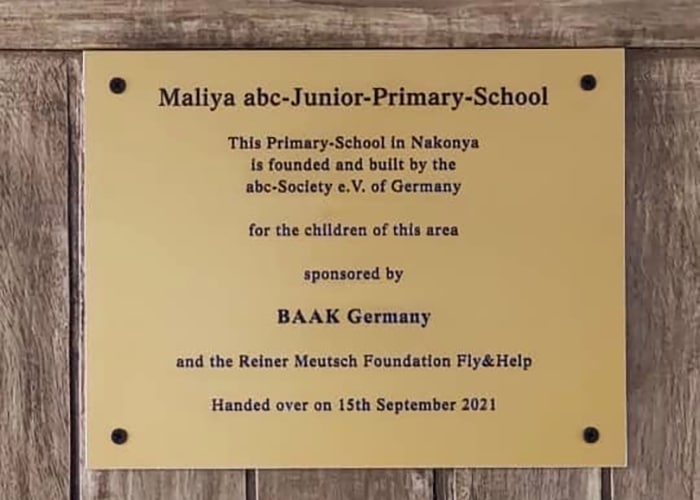 Maliya abc-Junior-Primary-School
This Primary-School in Nakonya
is founded and built by the
abc-Society e.V. of Germany
for the children of this area
sponsored by
BAAK Germany
and the Reiner Meutsch Foundation Fly&Help
Handed over on 15th September 2021